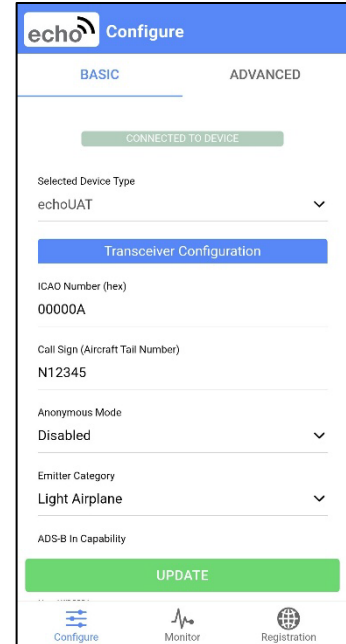 echo Configure
BASIC ADVANCED
CONNECTED TO DEVICE
Selected Device Type
echoUAT
Transceiver Configuration
ICAO Number (hex)
00000A
Call Sign (Aircraft Tail Number)
N12345
Anonymous Mode
Disabled
Emitter Category
Light Airplane
ADS-B In Capability
UPDATE
Configure Monitor Registration